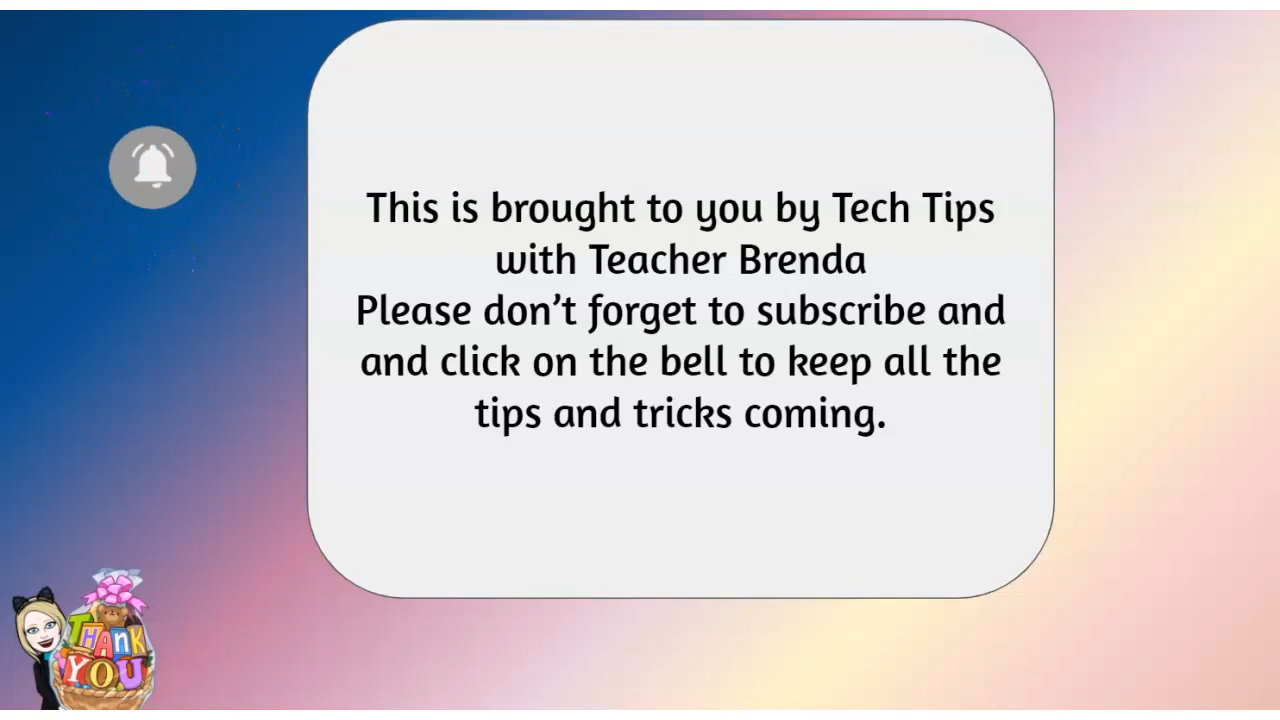 This is brought to you by Tech Tips
with Teacher Brenda
Please don’t forget to subscribe and
and click on the bell to keep all the
tips and tricks coming.
THANK
YOU